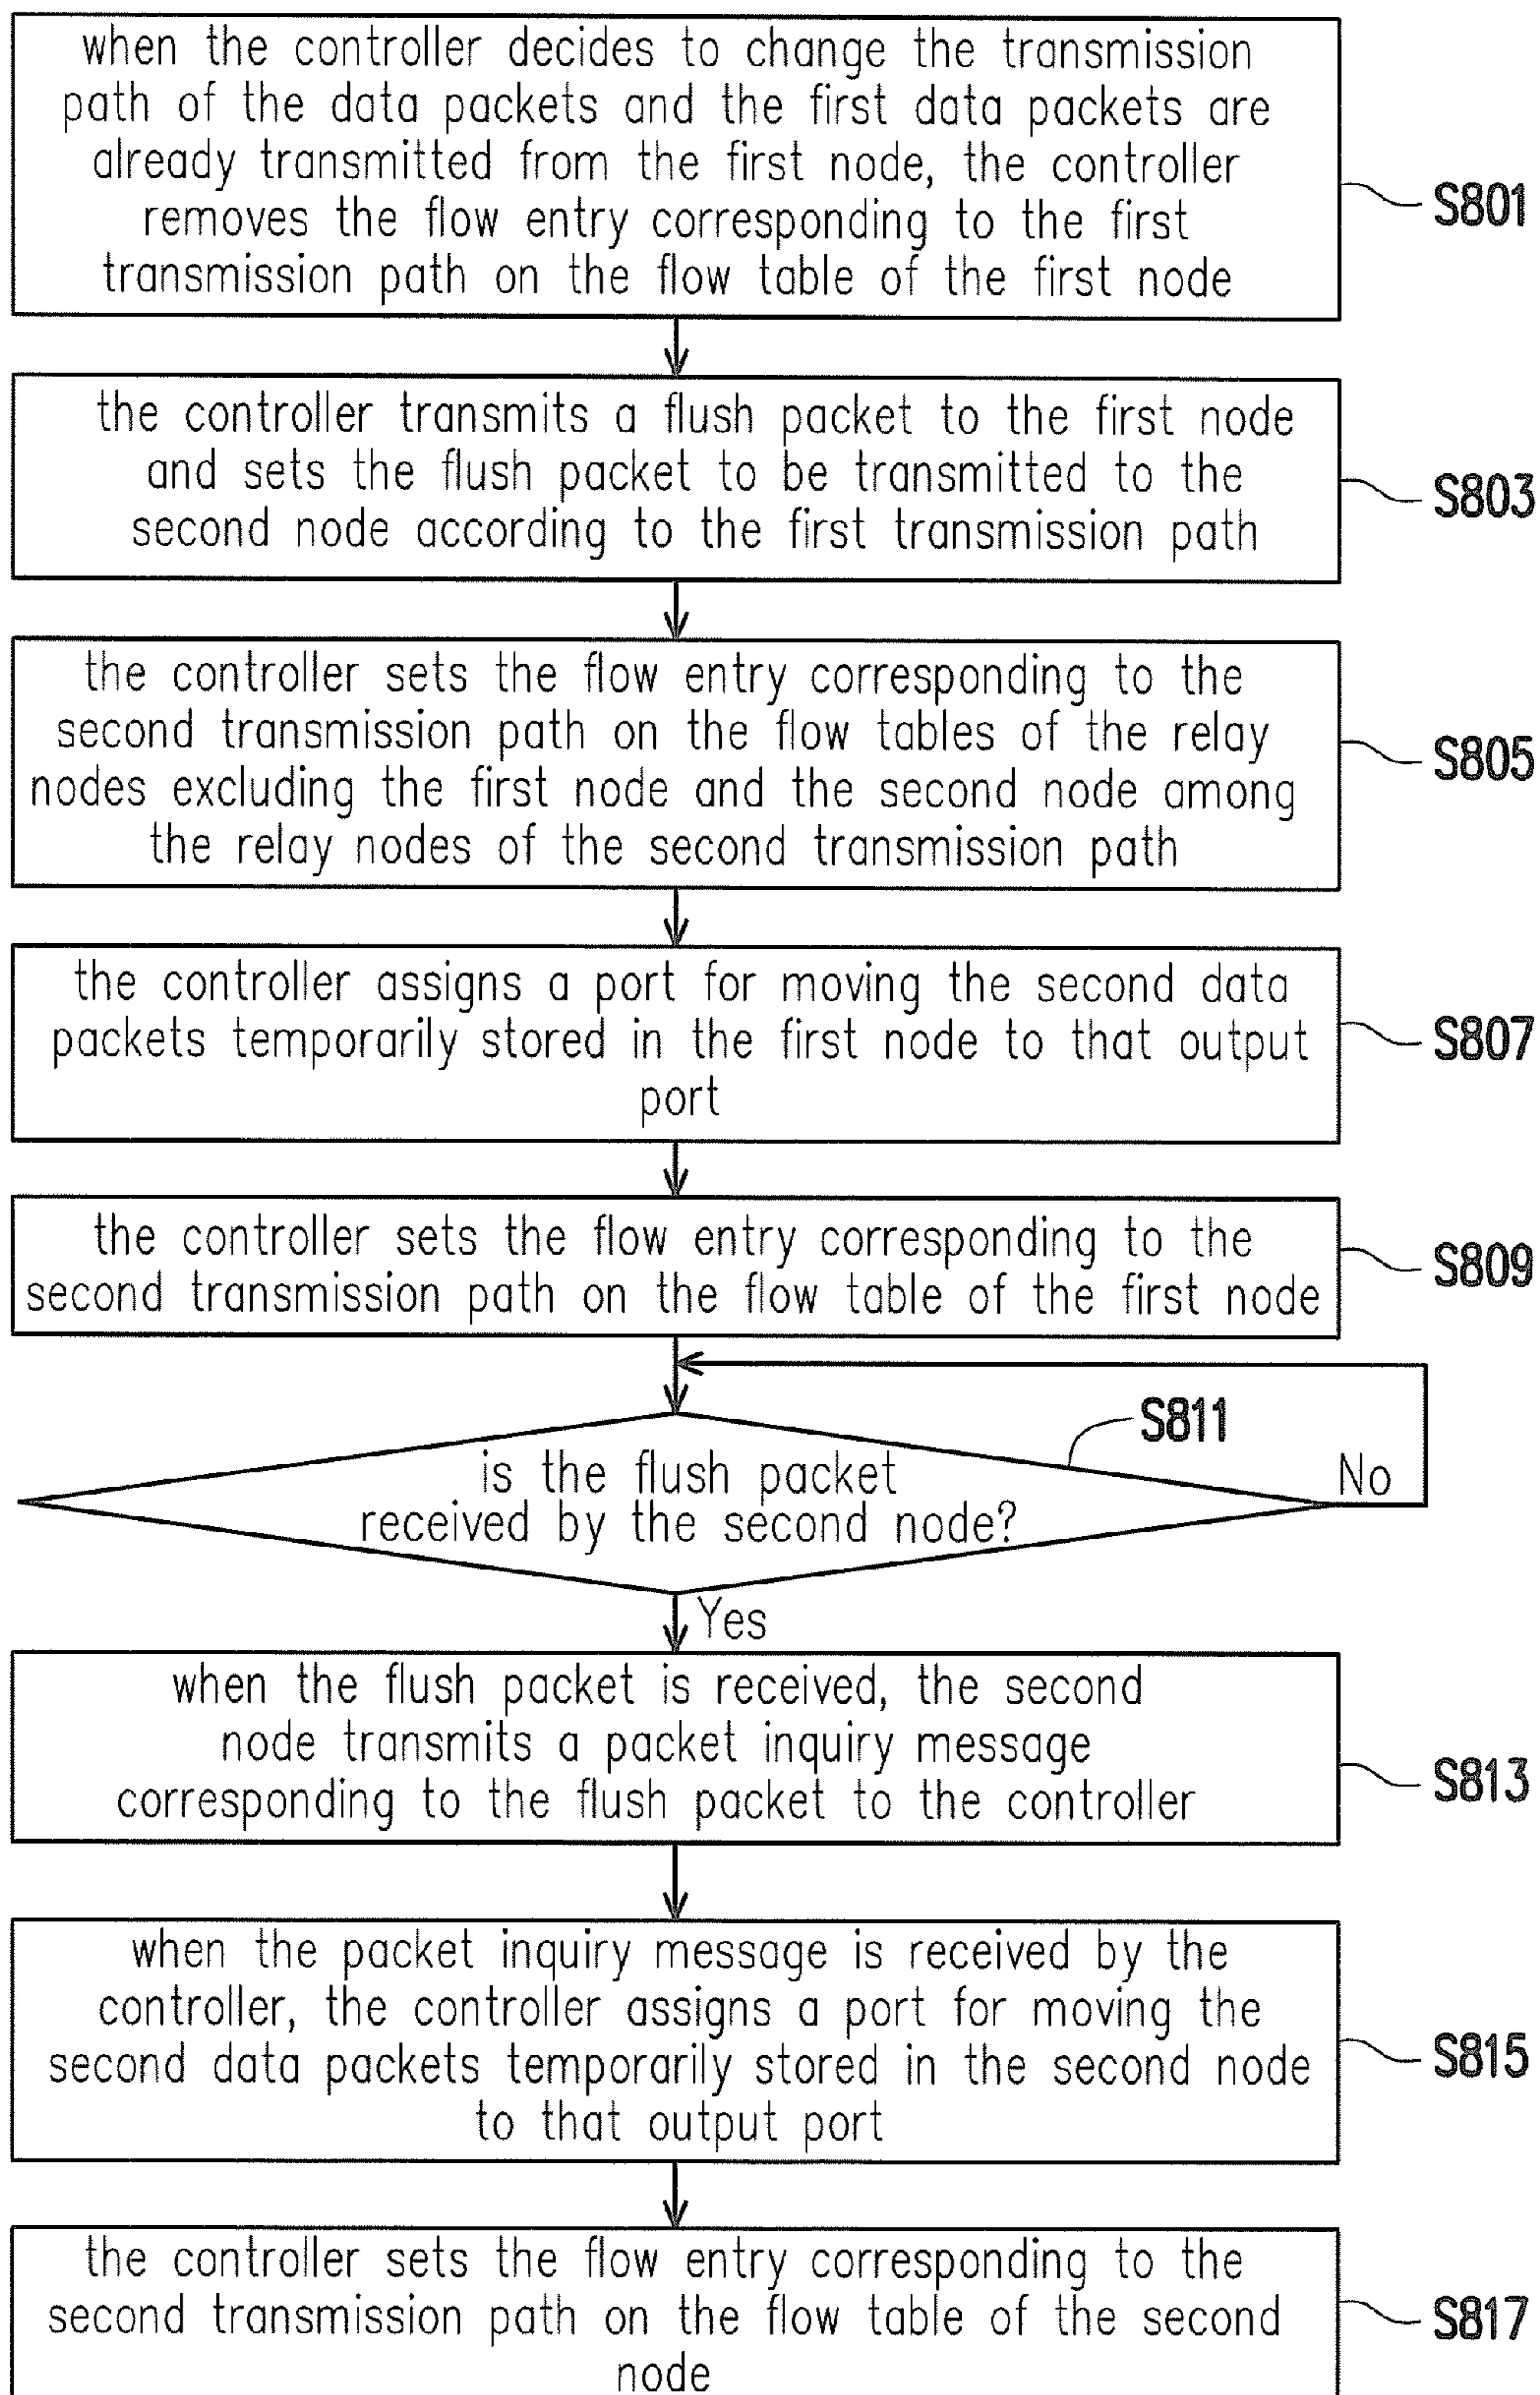 when the controller decides to change the transmission
path of the data packets and the first data packets are
already transmitted from the first node, the controller
removes the flow entry corresponding to the first
transmission path on the flow table of the first node
S801
the controller transmits a flush packet to the first node
and sets the flush packet to be transmitted to the
second node according to the first transmission path
S803
the controller sets the flow entry corresponding to the
second transmission path on the flow tables of the relay
nodes excluding the first node and the second node among
the relay nodes of the second transmission path
S805
the controller assigns a port for moving the second data
packets temporarily stored in the first node to that output
port
S807
the controller sets the flow entry corresponding to the
second transmission path on the flow table of the first node
S809
S811
is the flush packet
received by the second node?
No
Yes
when the flush packet is received, the second
node transmits a packet inquiry message
corresponding to the flush packet to the controller
S813
when the packet inquiry message is received by the
controller, the controller assigns a port for moving the
second data packets temporarily stored in the second node
to that output port
S815
the controller sets the flow entry corresponding to the
second transmission path on the flow table of the second
node
S817